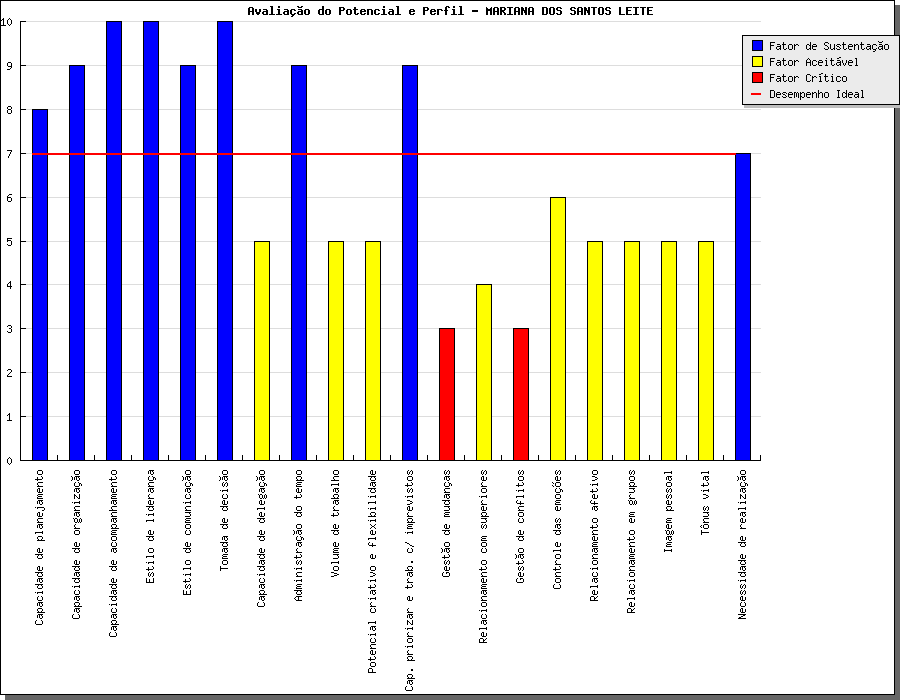 Avaliação do Potencial e Perfil - MARIANA DOS SANTOS LEITE
Fator de Sustentação
Fator Aceitável
Fator Crítico
Desempenho Ideal
10
9
8
7
6
5
4
3
2
1
0
Capacidade de planejamento
Capacidade de organização
Capacidade de acompanhamento
Estilo de liderança
Estilo de comunicação
Tomada de decisão
Capacidade de delegação
Administração do tempo
Volume de trabalho
Potencial criativo e flexibilidade
Cap. priorizar e trab. c/ imprevistos
Gestão de mudanças
Relacionamento com superiores
Gestão de conflitos
Controle das emoções
Relacionamento afetivo
Relacionamento em grupos
Imagem pessoal
Tônus vital
Necessidade de realização